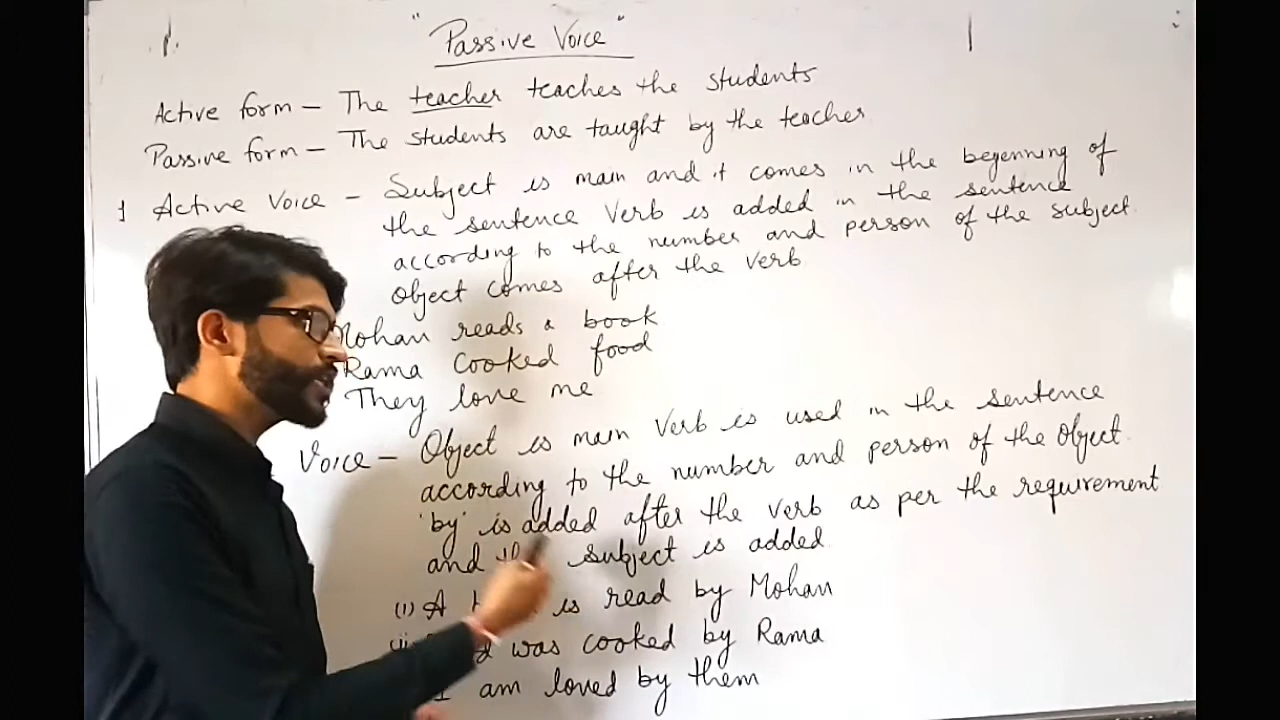 "Passive Voice"
Active form – The teacher teaches the students
Passive form – The students are taught by the teacher
1 Active Voice – Subject is main and it comes in the begenning of
the sentence Verb is added in the sentence
according to the number and person of the subject.
Object comes after the verb
Mohan reads a book
Rama cooked food
They love me
Voice – Object is main Verb is used in the sentence
according to the number and person of the Object.
'by' is added after the verb as per the requirement
and subject is added.
(i) A is read by Mohan
(ii) was cooked by Rama
I am loved by them